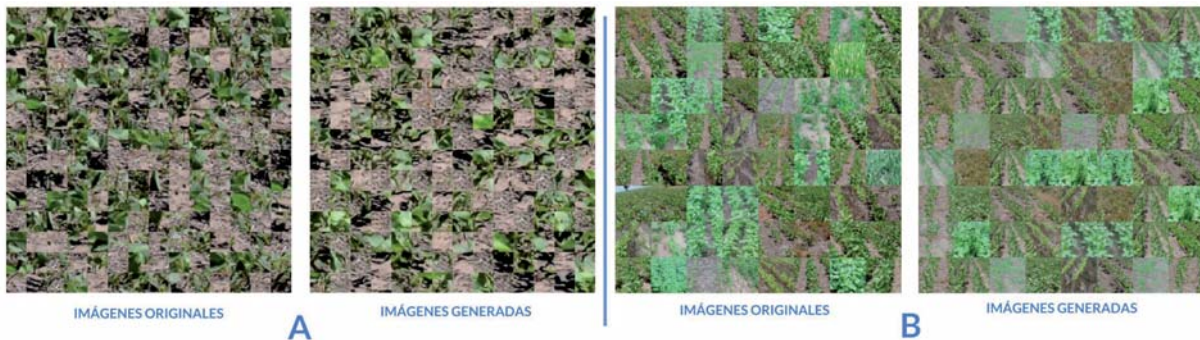 IMÁGENES ORIGINALES
IMÁGENES GENERADAS
A
IMÁGENES ORIGINALES
IMÁGENES GENERADAS
B